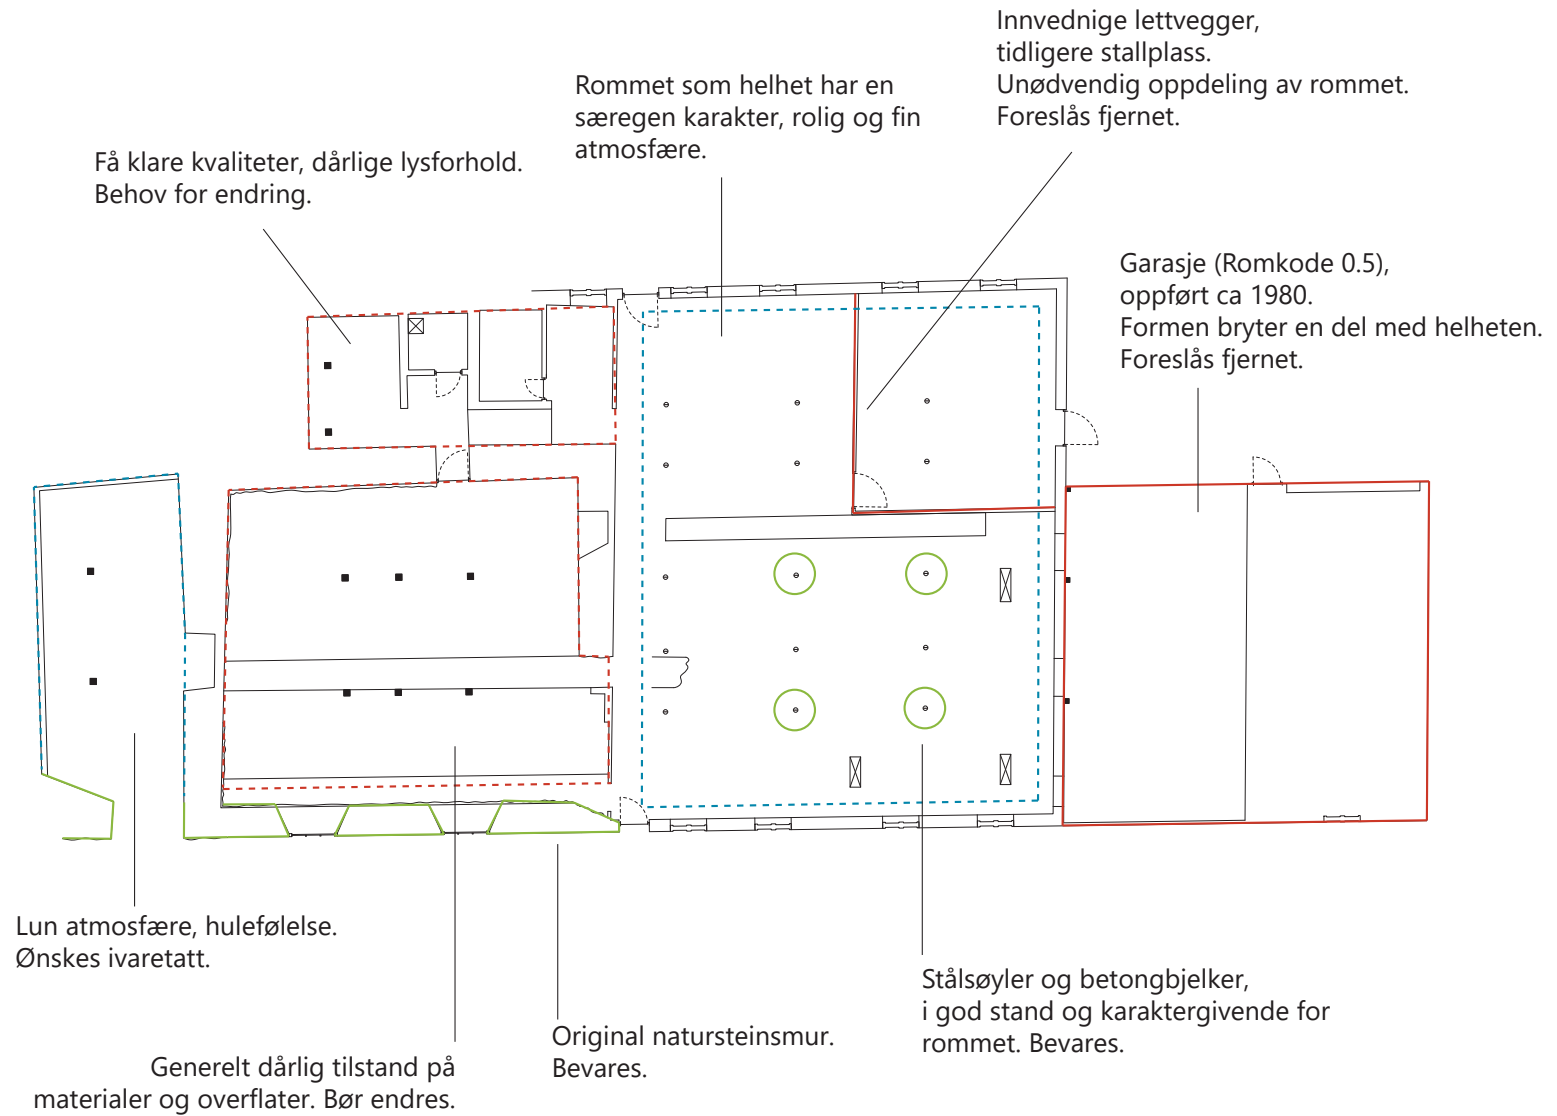 Innvednige lettvegger,
tidligere stallplass.
Unødvendig oppdeling av rommet.
Foreslås fjernet.
Rommet som helhet har en
særegen karakter, rolig og fin
atmosfære.
Få klare kvaliteter, dårlige lysforhold.
Behov for endring.
Garasje (Romkode 0.5),
oppført ca 1980.
Formen bryter en del med helheten.
Foreslås fjernet.
Lun atmosfære, hulefølelse.
Ønskes ivaretatt.
Generelt dårlig tilstand på
materialer og overflater. Bør endres.
Original natursteinsmur.
Bevares.
Stålsøyler og betongbjelker,
i god stand og karaktergivende for
rommet. Bevares.